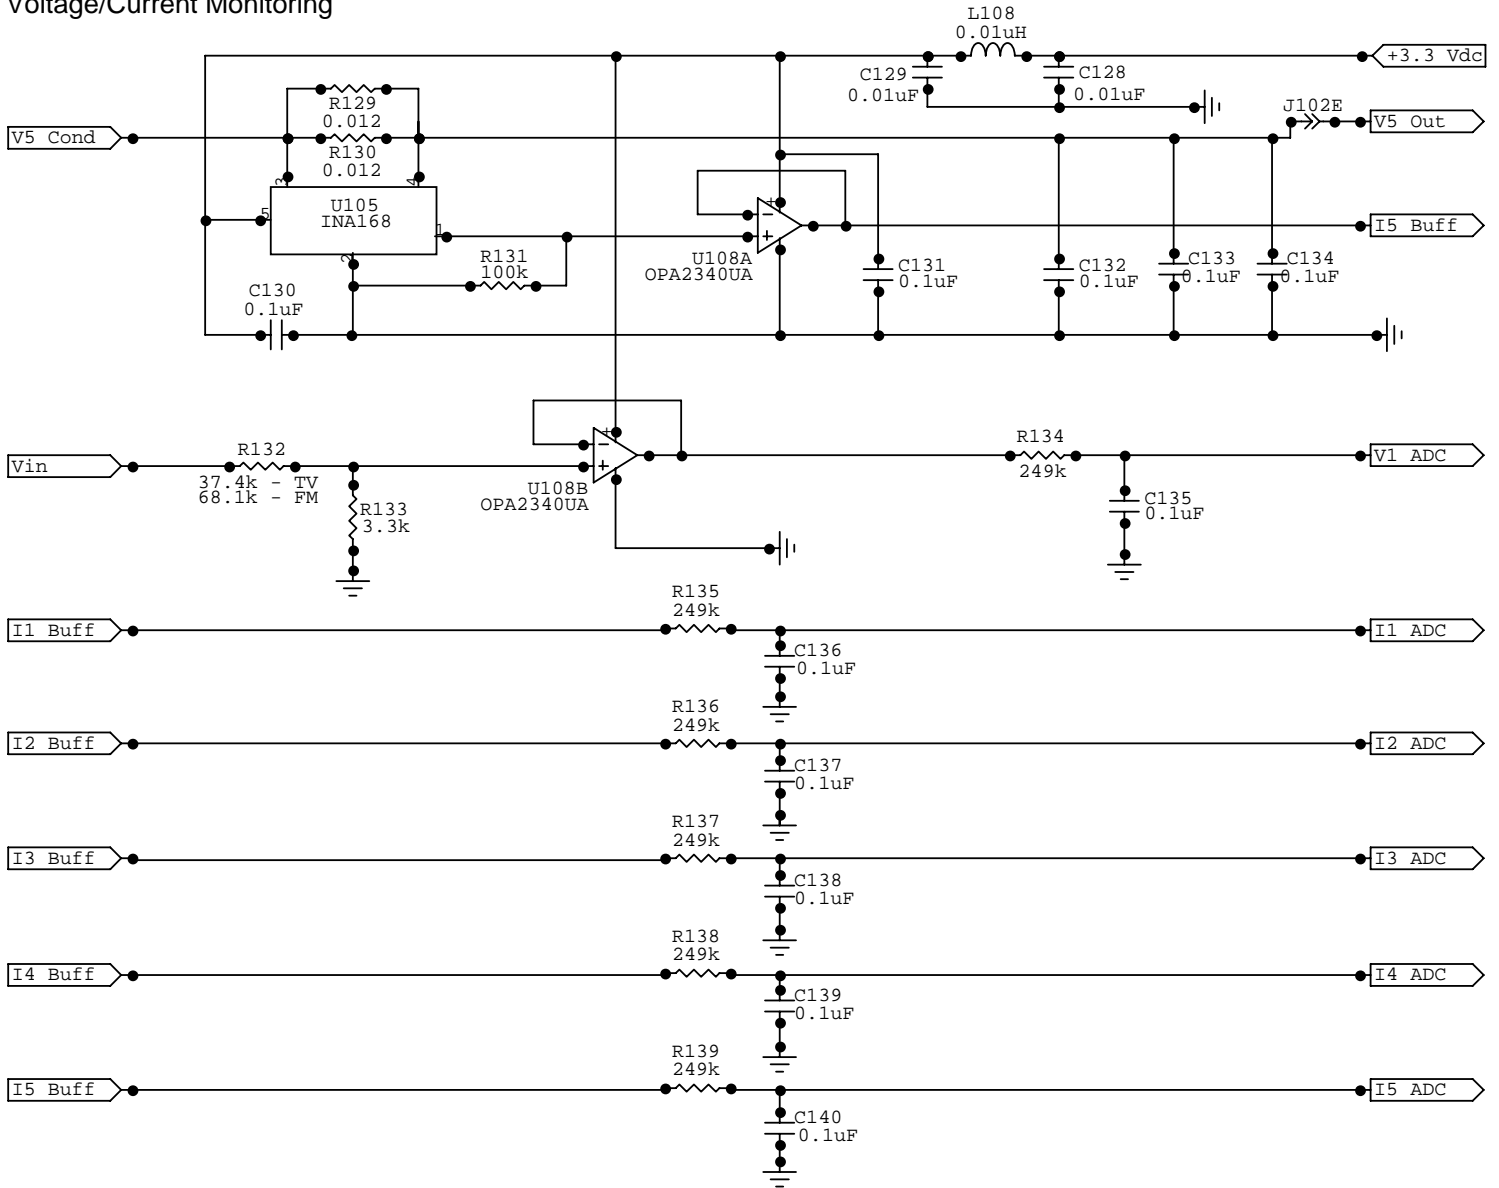 Voltage/Current Monitoring
L108
0.01uH
+3.3 Vdc
C129
0.01uF
C128
0.01uF
R129
0.012
J102E
V5 Cond
V5 Out
R130
0.012
3
4
U105
INA168
5
1
2
+
−
+
I5 Buff
U108A
OPA2340UA
R131
100k
C131
0.1uF
C132
0.1uF
C133
0.1uF
C134
0.1uF
C130
0.1uF
Vin
R132
37.4k - TV
68.1k - FM
R133
3.3k
+
−
+
U108B
OPA2340UA
R134
249k
V1 ADC
C135
0.1uF
I1 Buff
R135
249k
I1 ADC
C136
0.1uF
I2 Buff
R136
249k
I2 ADC
C137
0.1uF
I3 Buff
R137
249k
I3 ADC
C138
0.1uF
I4 Buff
R138
249k
I4 ADC
C139
0.1uF
I5 Buff
R139
249k
I5 ADC
C140
0.1uF